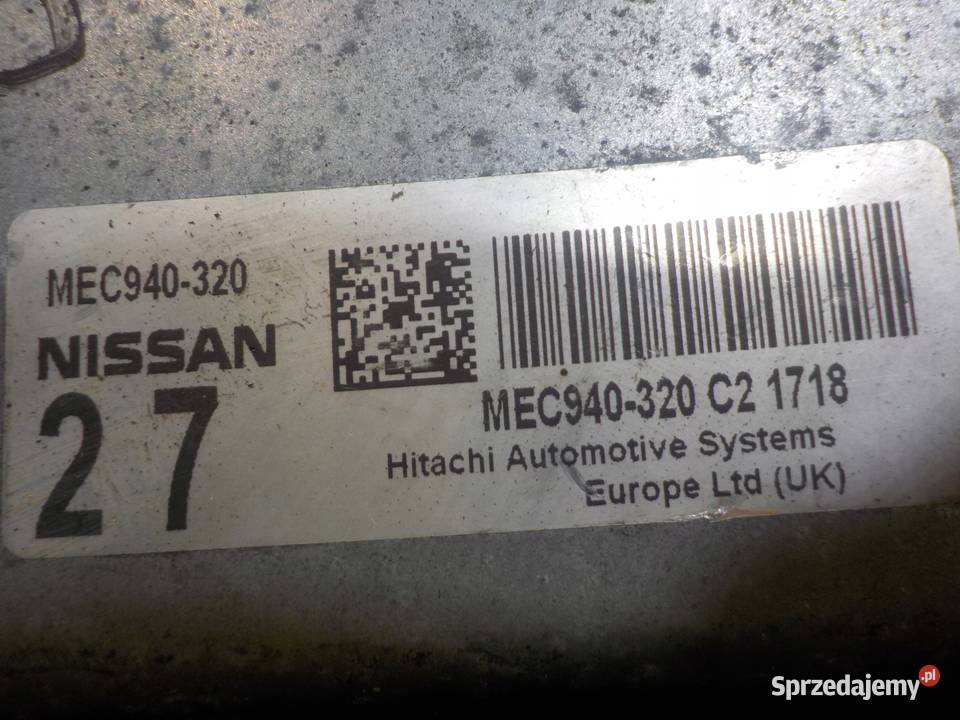 MEC940-320
NISSAN
27
MEC940-320 C2 1718
Hitachi Automotive Systems
Europe Ltd (UK)
Sprzedajemy.pl